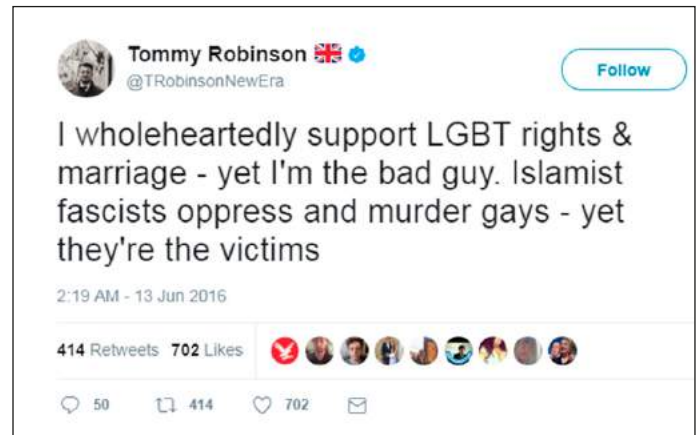 Tommy Robinson
@TRobinsonNewEra
Follow
I wholeheartedly support LGBT rights &
marriage - yet I'm the bad guy. Islamist
fascists oppress and murder gays - yet
they're the victims
2:19 AM - 13 Jun 2016
414 Retweets 702 Likes
50 414 702